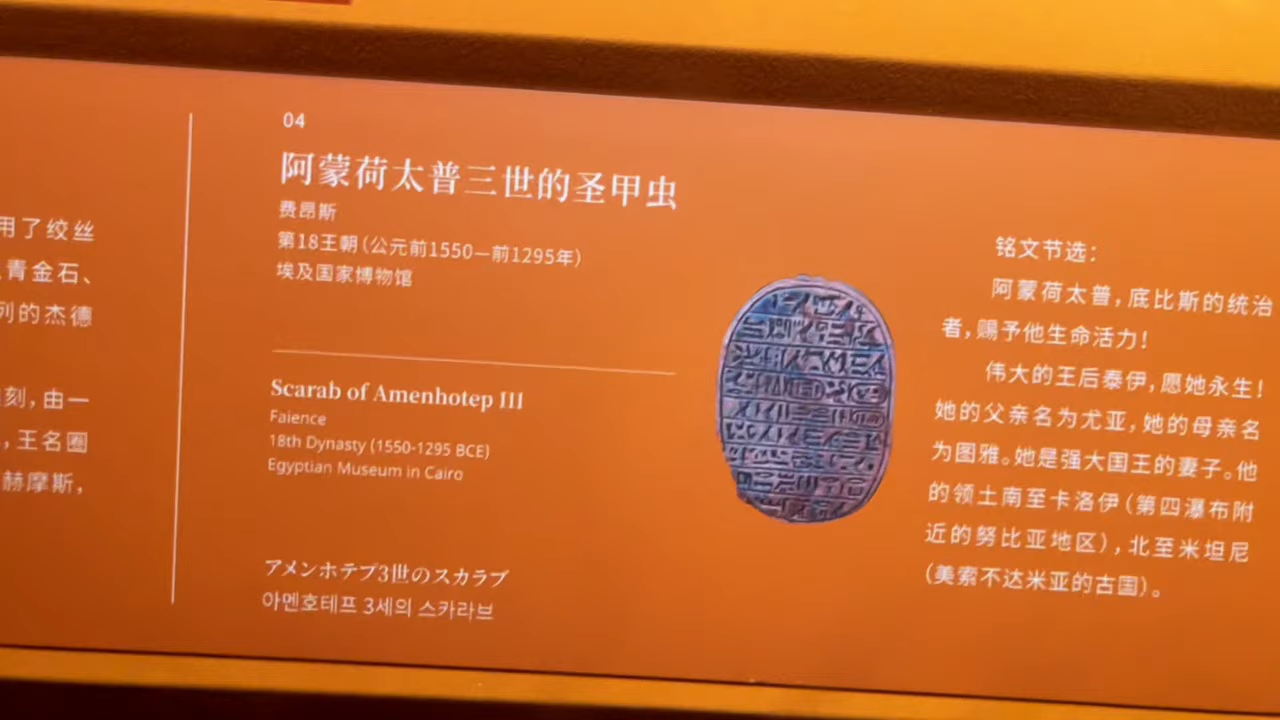 用了绞丝
青金石、
列的杰德
刻，由一
，王名圈
赫摩斯，
04
阿蒙荷太普三世的圣甲虫
费昂斯
第18王朝（公元前1550—前1295年）
埃及国家博物馆
Scarab of Amenhotep III
Faience
18th Dynasty (1550-1295 BCE)
Egyptian Museum in Cairo
アメンホテプ3世のスカラブ
아멘호테프 3세의 스카라브
铭文节选：
阿蒙荷太普，底比斯的统治
者，赐予他生命活力！
伟大的王后泰伊，愿她永生！
她的父亲名为尤亚，她的母亲名
为图雅。她是强大国王的妻子。他
的领土南至卡洛伊（第四瀑布附
近的努比亚地区），北至米坦尼
（美索不达米亚的古国）。